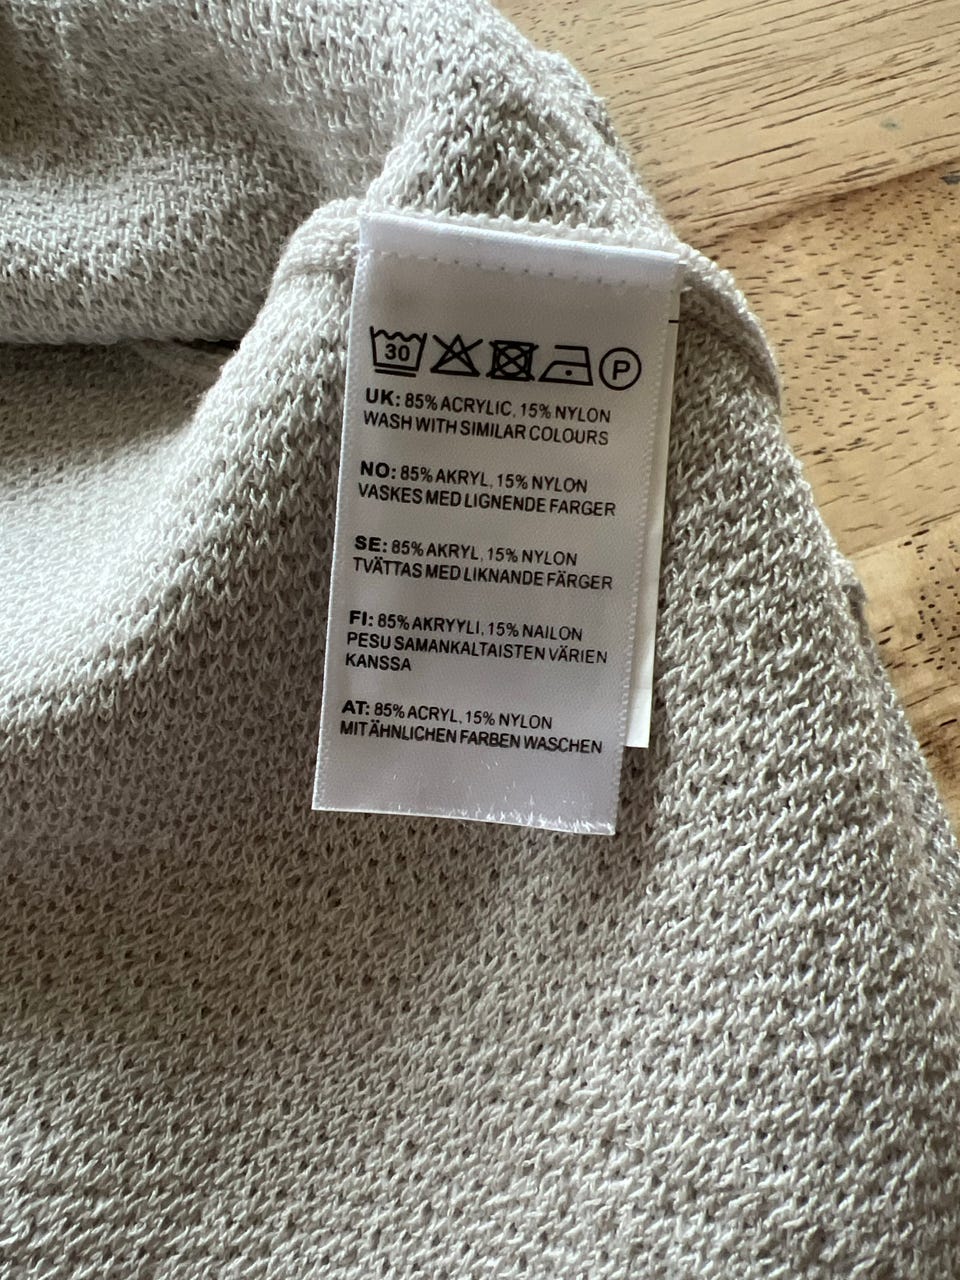 30 P
UK: 85% ACRYLIC, 15% NYLON
WASH WITH SIMILAR COLOURS
NO: 85% AKRYL, 15% NYLON
VASKES MED LIGNENDE FARGER
SE: 85% AKRYL, 15% NYLON
TVÄTTAS MED LIKNANDE FÄRGER
FI: 85% AKRYYLI, 15% NAILON
PESU SAMANKALTAISTEN VÄRIEN
KANSSA
AT: 85% ACRYL, 15% NYLON
MIT ÄHNLICHEN FARBEN WASCHEN